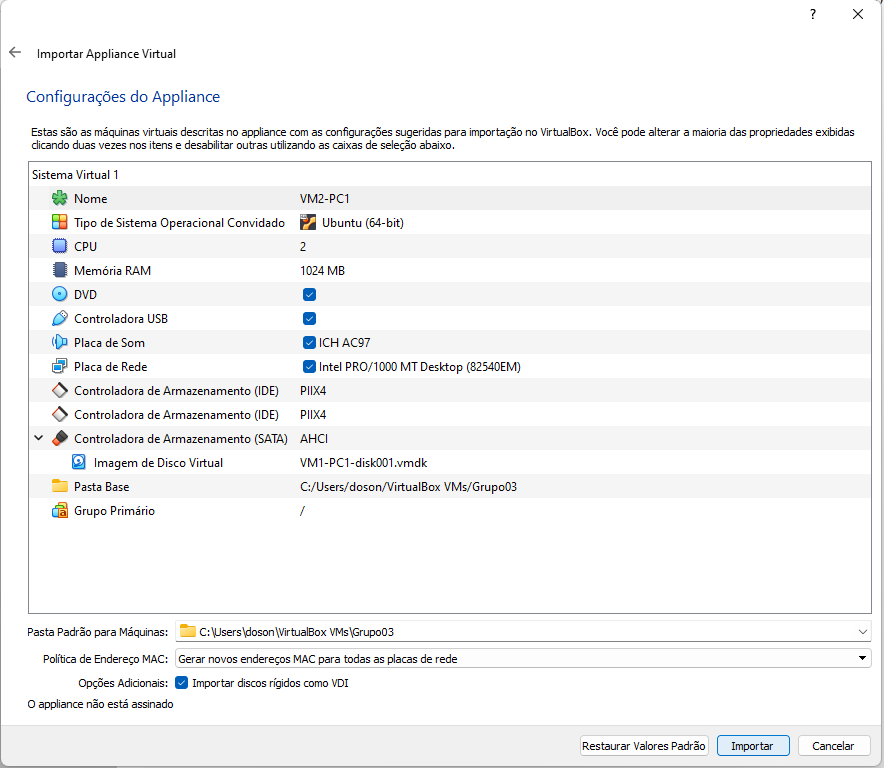 ?
Importar Appliance Virtual
Configurações do Appliance
Estas são as máquinas virtuais descritas no appliance com as configurações sugeridas para importação no VirtualBox. Você pode alterar a maioria das propriedades exibidas
clicando duas vezes nos itens e desabilitar outras utilizando as caixas de seleção abaixo.
Sistema Virtual 1
Nome VM2-PC1
Tipo de Sistema Operacional Convidado Ubuntu (64-bit)
CPU 2
Memória RAM 1024 MB
DVD
Controladora USB
Placa de Som ICH AC97
Placa de Rede Intel PRO/1000 MT Desktop (82540EM)
Controladora de Armazenamento (IDE) PIIX4
Controladora de Armazenamento (IDE) PIIX4
Controladora de Armazenamento (SATA) AHCI
Imagem de Disco Virtual VM1-PC1-disk001.vmdk
Pasta Base C:/Users/doson/VirtualBox VMs/Grupo03
Grupo Primário /
Pasta Padrão para Máquinas: C:\Users\doson\VirtualBox VMs\Grupo03
Política de Endereço MAC: Gerar novos endereços MAC para todas as placas de rede
Opções Adicionais: Importar discos rígidos como VDI
O appliance não está assinado
Restaurar Valores Padrão Importar Cancelar